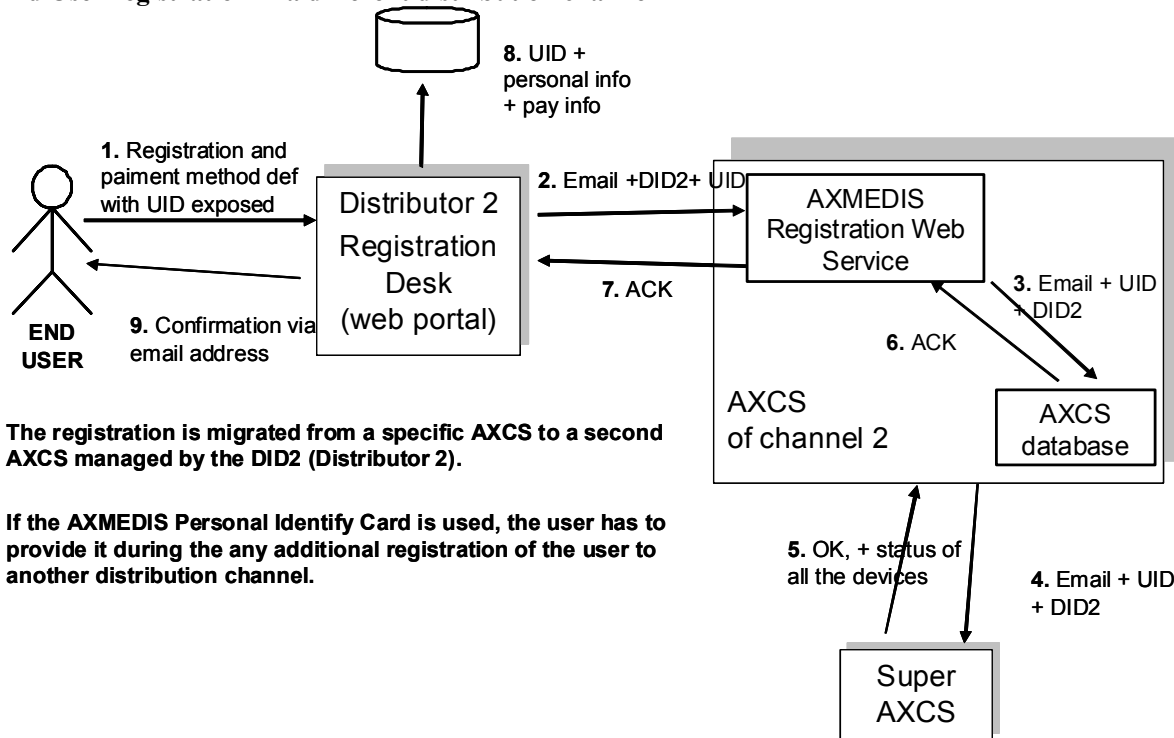 8. UID +
personal info
+ pay info
1. Registration and
paiment method def
with UID exposed
2. Email +DID2+ UID
Distributor 2
Registration
Desk
(web portal)
AXMEDIS
Registration Web
Service
7. ACK
3. Email + UID
+ DID2
6. ACK
9. Confirmation via
email address
END
USER
AXCS
of channel 2
AXCS
database
The registration is migrated from a specific AXCS to a second
AXCS managed by the DID2 (Distributor 2).
If the AXMEDIS Personal Identify Card is used, the user has to
provide it during the any additional registration of the user to
another distribution channel.
5. OK, + status of
all the devices
4. Email + UID
+ DID2
Super
AXCS